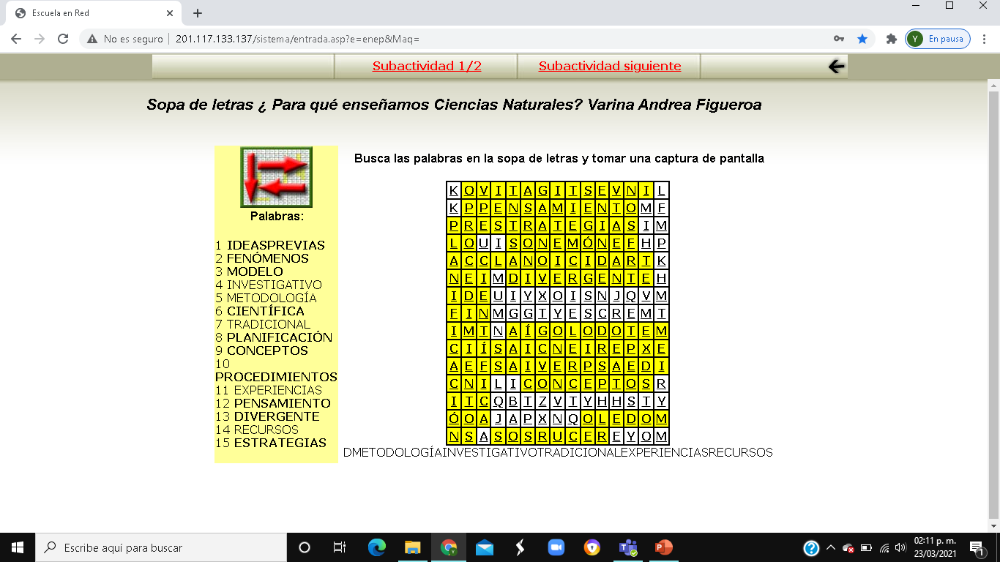 Escuela en Red
No es seguro
201.117.133.137/sistema/entrada.asp?e=enep&Maq=
Y
En pausa
Subactividad 1/2
Subactividad siguiente
Sopa de letras ¿ Para qué enseñamos Ciencias Naturales? Varina Andrea Figueroa
Palabras:
1 IDEASPREVIAS
2 FENÓMENOS
3 MODELO
4 INVESTIGATIVO
5 METODOLOGÍA
6 CIENTÍFICA
7 TRADICIONAL
8 PLANIFICACIÓN
9 CONCEPTOS
10
PROCEDIMIENTOS
11 EXPERIENCIAS
12 PENSAMIENTO
13 DIVERGENTE
14 RECURSOS
15 ESTRATEGIAS
Busca las palabras en la sopa de letras y tomar una captura de pantalla
K O V I T A G I T S E V N I L
K P P E N S A M I E N T O M F
P R E S T R A T E G I A S I M
L O U I S O N E M Ó N E F H P
A C C L A N O I C I D A R T K
N E I M D I V E R G E N T E H
I D E U I Y X O I S N J Q V M
F I N M G G T Y E S C R E M T
I M T N A Í G O L O D O T E M
C I Í S A I C N E I R E P X E
A E F S A I V E R P S A E D I
C N I L I C O N C E P T O S R
I T C Q B T Z V T Y H H S T Y
Ó O A J A P X N Q O L E D O M
N S A S O S R U C E R E Y O M
DMETODOLOGÍAINVESTIGATIVOTRADICIONALEXPERIENCIASRECURSOS
Escribe aquí para buscar
02:11 p. m.
23/03/2021
1